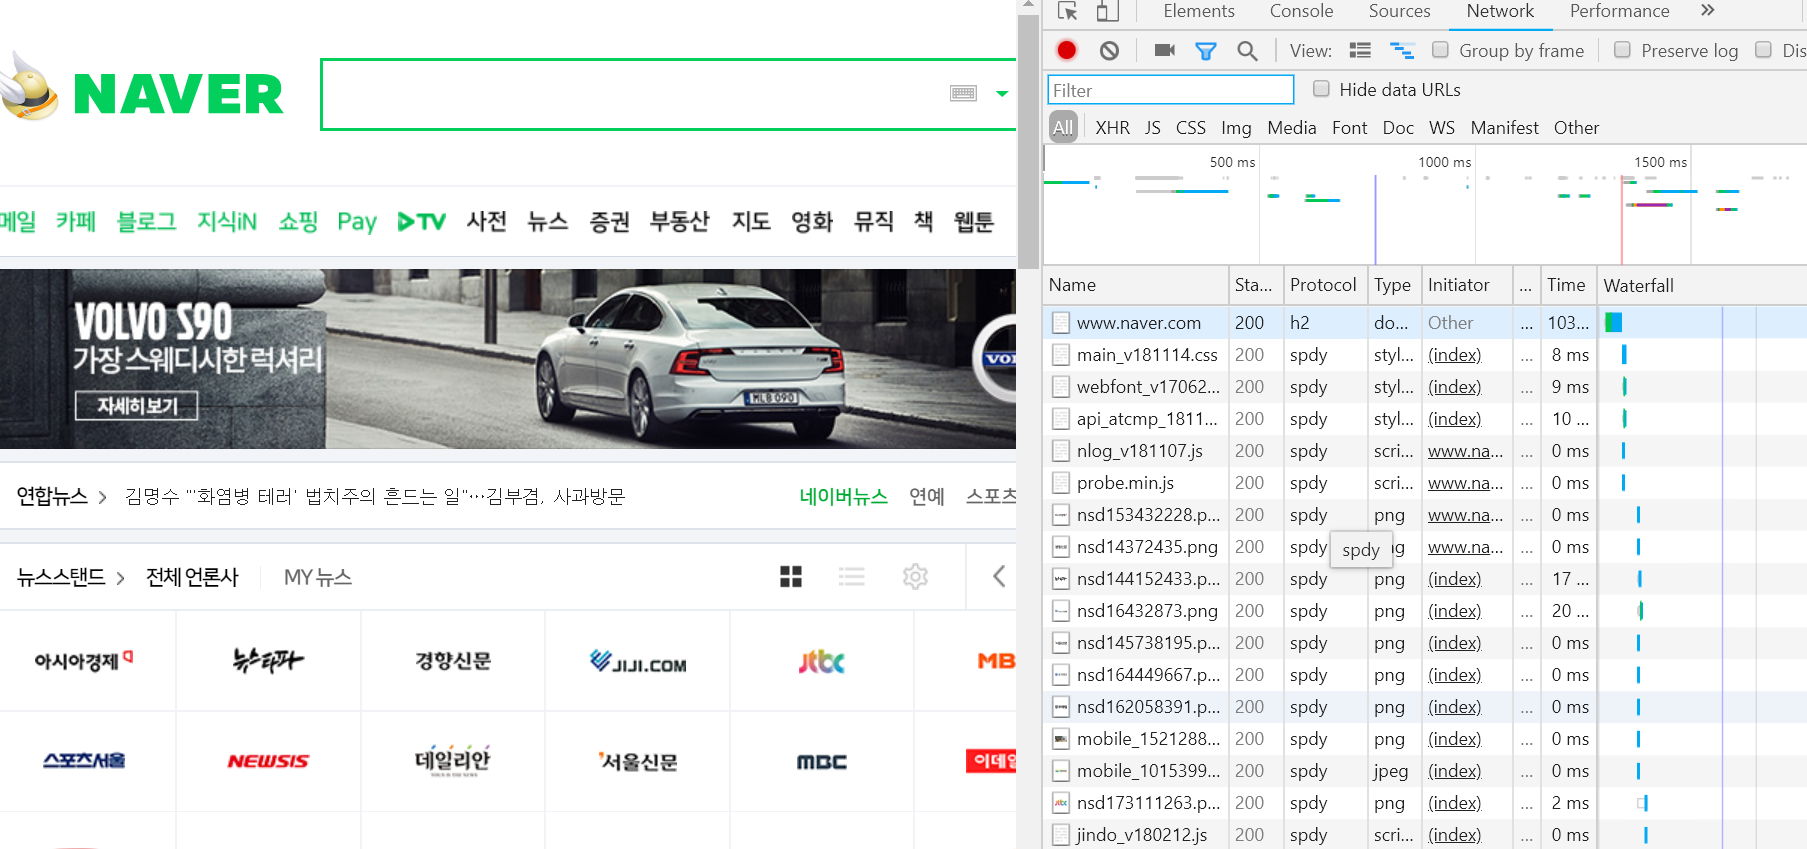 NAVER
메일 카페 블로그 지식iN 쇼핑 Pay TV 사전 뉴스 증권 부동산 지도 영화 뮤직 책 웹툰
VOLVO S90
가장 스웨디시한 럭셔리
자세히 보기
MLB 090
연합뉴스 > 김명수 "'화염병 테러' 법치주의 흔드는 일"…김부겸, 사과방문 네이버뉴스 연예 스포츠
뉴스스탠드 > 전체 언론사 MY 뉴스
아시아경제 뉴스타파 경향신문 JIJI.COM jtbc MB
스포츠서울 NEWSIS 데일리안 서울신문 MBC 이데일
Elements Console Sources Network Performance »
View: Group by frame Preserve log Dis
Filter Hide data URLs
All XHR JS CSS Img Media Font Doc WS Manifest Other
500 ms 1000 ms 1500 ms
Name Sta... Protocol Type Initiator ... Time Waterfall
www.naver.com 200 h2 do... Other ... 103...
main_v181114.css 200 spdy styl... (index) ... 8 ms
webfont_v17062... 200 spdy styl... (index) ... 9 ms
api_atcmp_1811... 200 spdy styl... (index) ... 10 ...
nlog_v181107.js 200 spdy scri... www.na... ... 0 ms
probe.min.js 200 spdy scri... www.na... ... 0 ms
nsd153432228.p... 200 spdy png www.na... ... 0 ms
nsd14372435.png 200 spdy ng www.na... ... 0 ms
spdy
nsd144152433.p... 200 spdy png (index) ... 17 ...
nsd16432873.png 200 spdy png (index) ... 20 ...
nsd145738195.p... 200 spdy png (index) ... 0 ms
nsd164449667.p... 200 spdy png (index) ... 0 ms
nsd162058391.p... 200 spdy png (index) ... 0 ms
mobile_1521288... 200 spdy png (index) ... 0 ms
mobile_1015399... 200 spdy jpeg (index) ... 0 ms
nsd173111263.p... 200 spdy png (index) ... 2 ms
jindo_v180212.js 200 spdy scri... (index) ... 0 ms